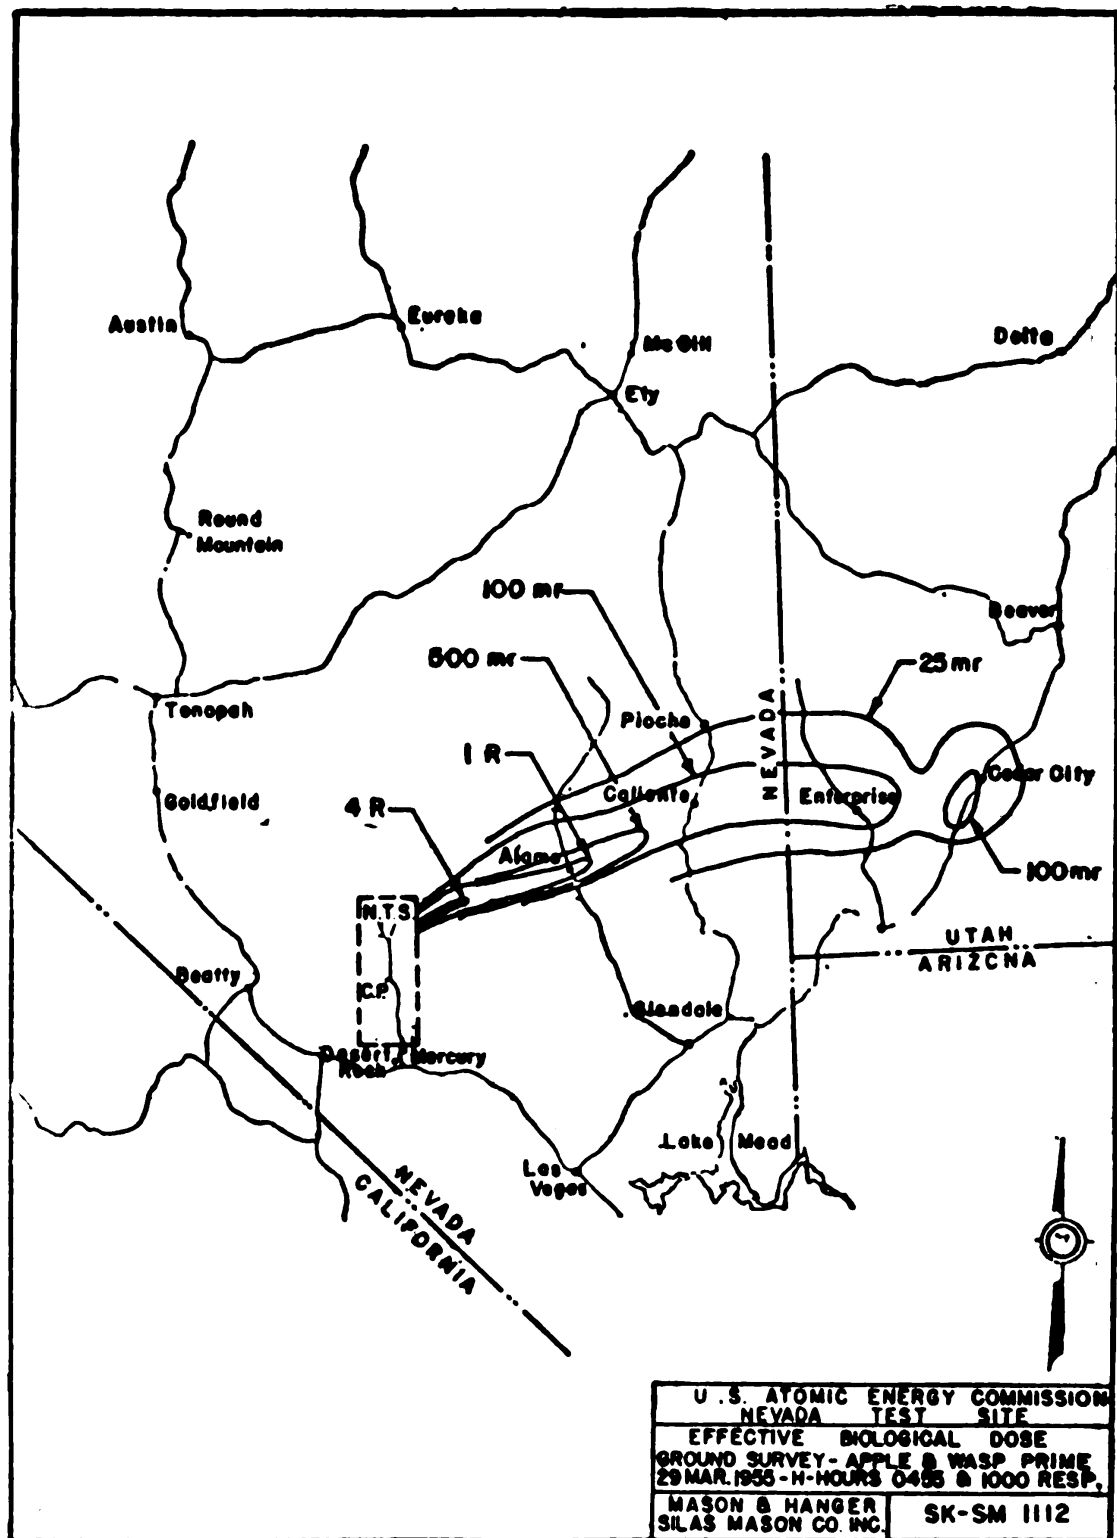 Austin
Eureka
McGill
Delta
Ely
Round
Mountain
100 mr
Beaver
500 mr
25 mr
Tonopah
Pioche
NEVADA
1 R
Cedar City
Goldfield
Caliente
Enterprise
4 R
Alamo
100 mr
N.T.S.
UTAH
ARIZONA
Beatty
C.P.
Glendale
Desert
Rock
Mercury
Lake Mead
Las
Vegas
NEVADA
CALIFORNIA
U.S. ATOMIC ENERGY COMMISSION
NEVADA TEST SITE
EFFECTIVE BIOLOGICAL DOSE
GROUND SURVEY - APPLE & WASP PRIME
29 MAR. 1955 - H-HOURS 0455 & 1000 RESP.
MASON & HANGER
SILAS MASON CO. INC.
SK-SM 1112